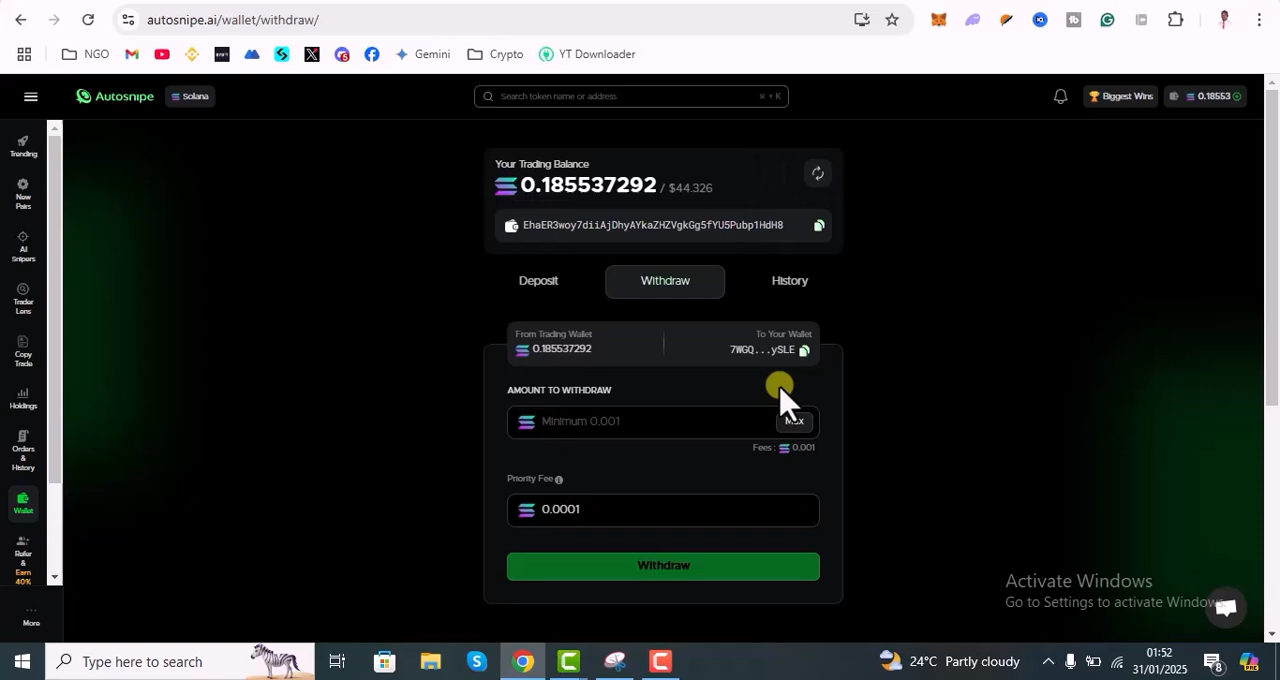 autosnipe.ai/wallet/withdraw/
NGO
Gemini
Crypto
YT Downloader
Autosnipe
Solana
Search token name or address
⌘ + K
Biggest Wins
0.18553
Trending
New
Pairs
AI
Snipers
Trader
Lens
Copy
Trade
Holdings
Orders
&
History
Wallet
Refer
&
Earn
40%
More
Your Trading Balance
0.185537292 / $44.326
EhaER3woy7diiAjDhyAYkaZHZVgkGg5fYU5Pubp1HdH8
Deposit
Withdraw
History
From Trading Wallet
0.185537292
To Your Wallet
7WGQ...ySLE
AMOUNT TO WITHDRAW
Minimum 0.001
Max
Fees : 0.001
Priority Fee
0.0001
Withdraw
Activate Windows
Go to Settings to activate Windows.
Type here to search
24°C Partly cloudy
01:52
31/01/2025
8